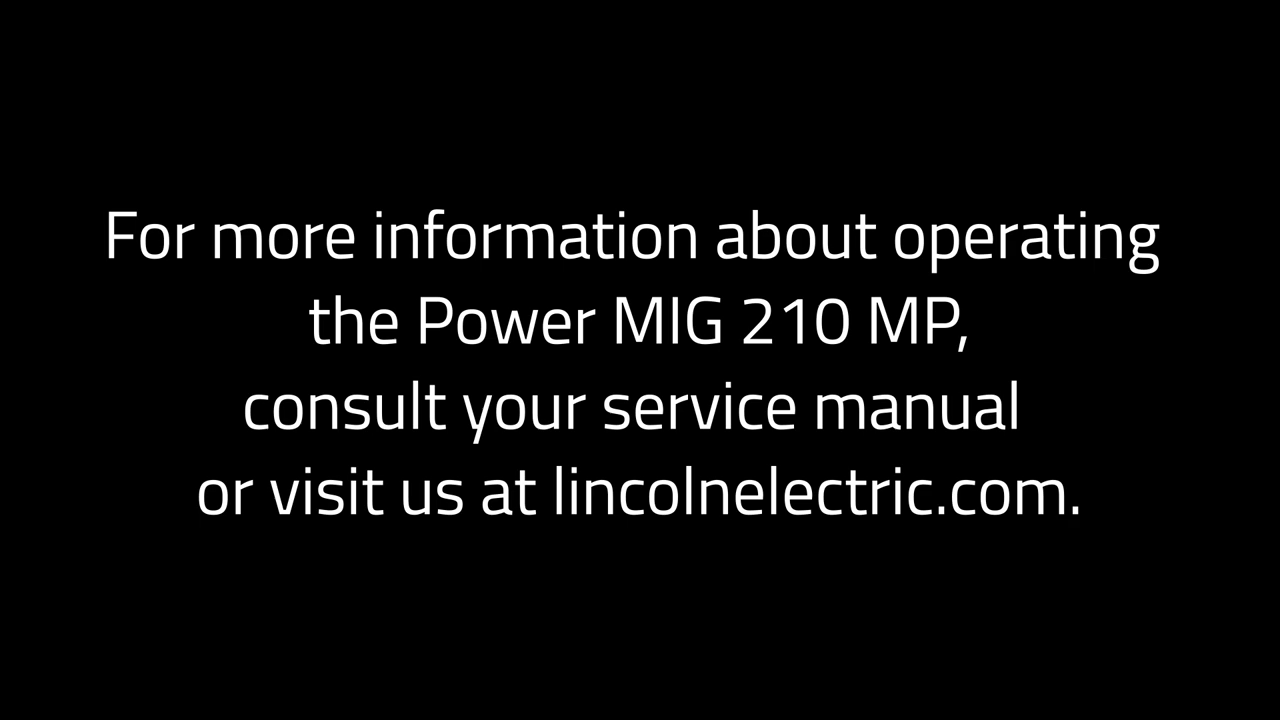 For more information about operating
the Power MIG 210 MP,
consult your service manual
or visit us at lincolnelectric.com.